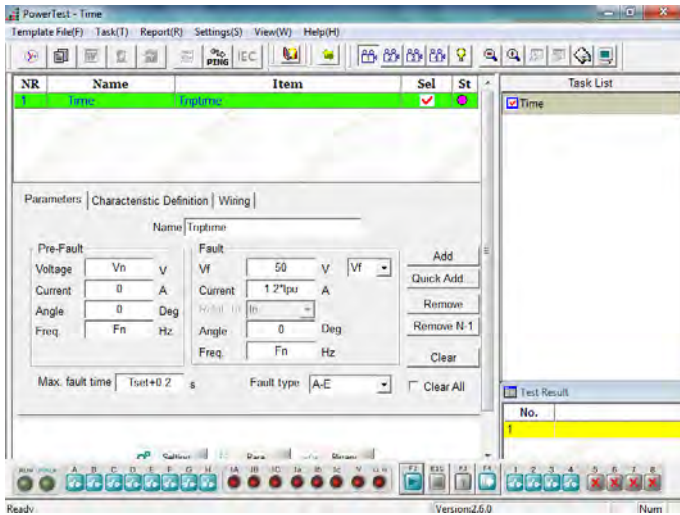 PowerTest - Time
Template File(F) Task(T) Report(R) Settings(S) View(W) Help(H)
PING IEC
NR Name Item Sel St
1 Time Triptime
Task List
Time
Parameters Characteristic Definition Wiring
Name Triptime
Pre-Fault
Voltage Vn V
Current 0 A
Angle 0 Deg
Freq. Fn Hz
Fault
Vf 50 V Vf
Current 1.2*Ipu A
In
Angle 0 Deg
Freq. Fn Hz
Add
Quick Add
Remove
Remove N-1
Clear
Max. fault time Tset+0.2 s Fault type A-E Clear All
Test Result
No.
1
A B C D E F G H IA IB IC Ia Ib Ic V 1 2 3 4 5 6 7 8
Ready Version:2.6.0 Num